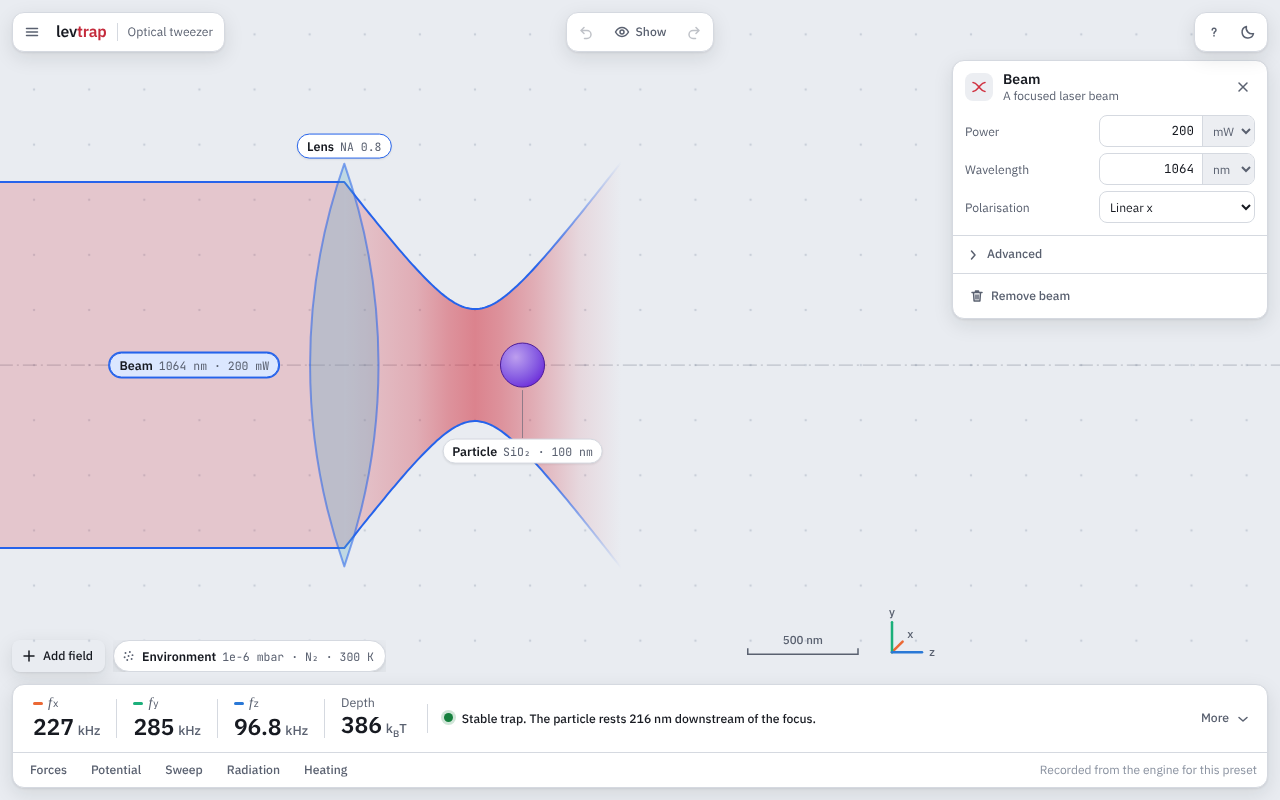 levtrap Optical tweezer
Show
?
Beam
A focused laser beam
Power 200 mW
Wavelength 1064 nm
Polarisation Linear x
Advanced
Remove beam
Lens NA 0.8
Beam 1064 nm · 200 mW
Particle SiO₂ · 100 nm
500 nm
y
x
z
Add field
Environment 1e-6 mbar · N₂ · 300 K
fx
227 kHz
fy
285 kHz
fz
96.8 kHz
Depth
386 k_BT
Stable trap. The particle rests 216 nm downstream of the focus.
More
Forces Potential Sweep Radiation Heating
Recorded from the engine for this preset